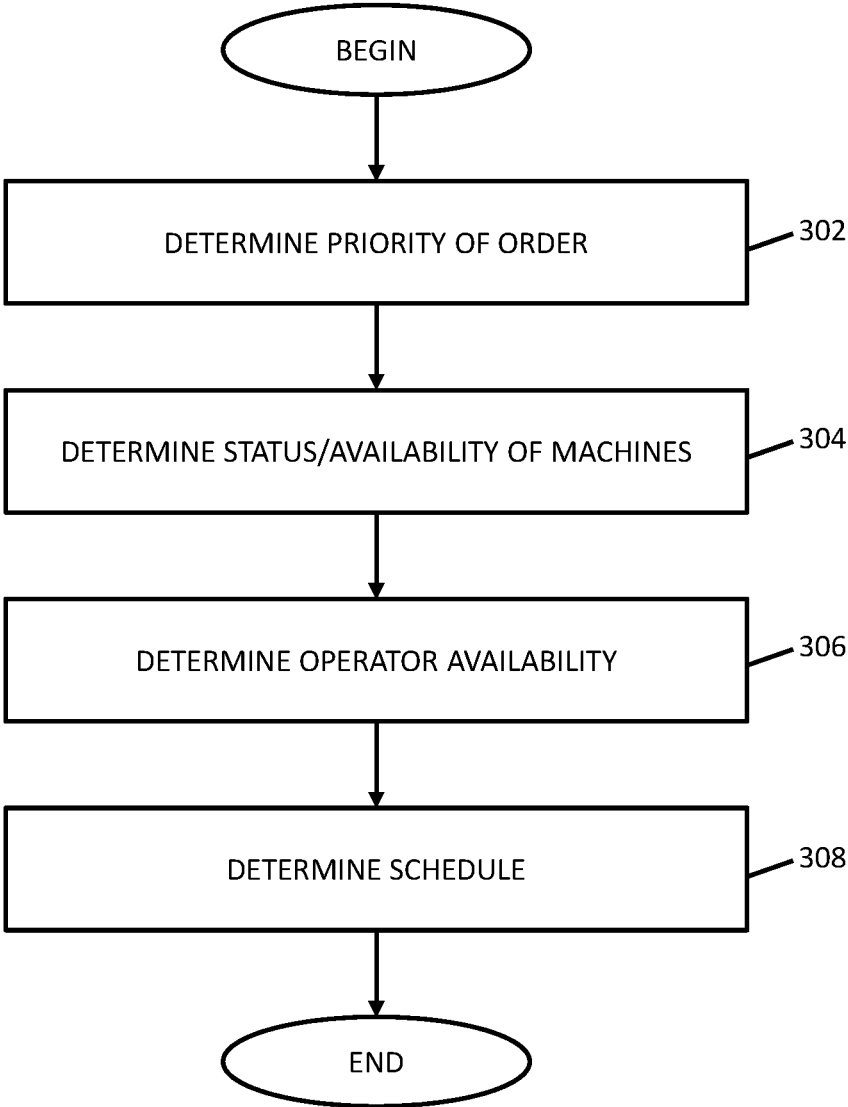 BEGIN
DETERMINE PRIORITY OF ORDER
302
DETERMINE STATUS/AVAILABILITY OF MACHINES
304
DETERMINE OPERATOR AVAILABILITY
306
DETERMINE SCHEDULE
308
END